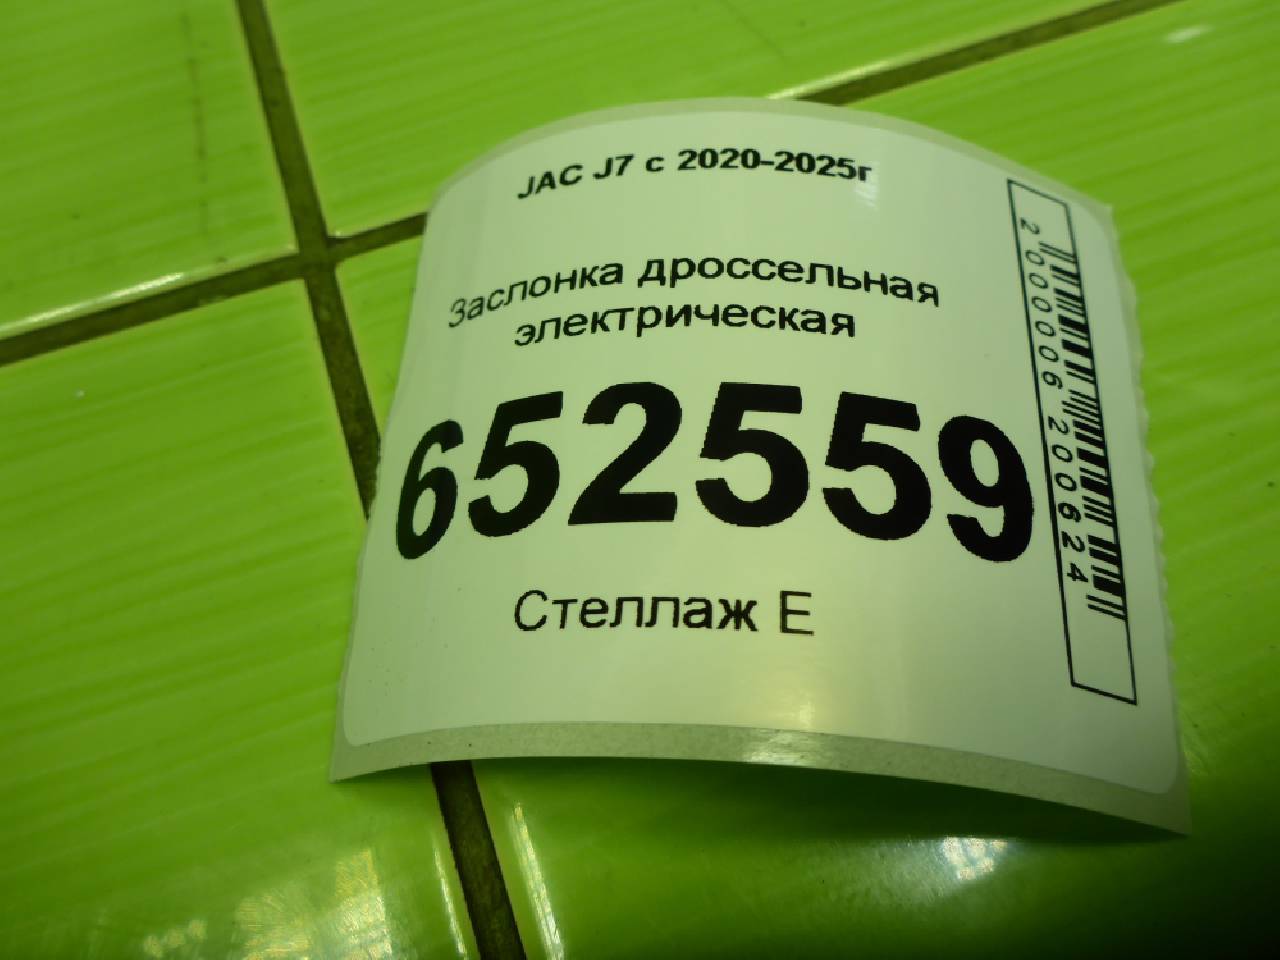 JAC J7 с 2020-2025г
Заслонка дроссельная
электрическая
652559
Стеллаж Е
2000006200624